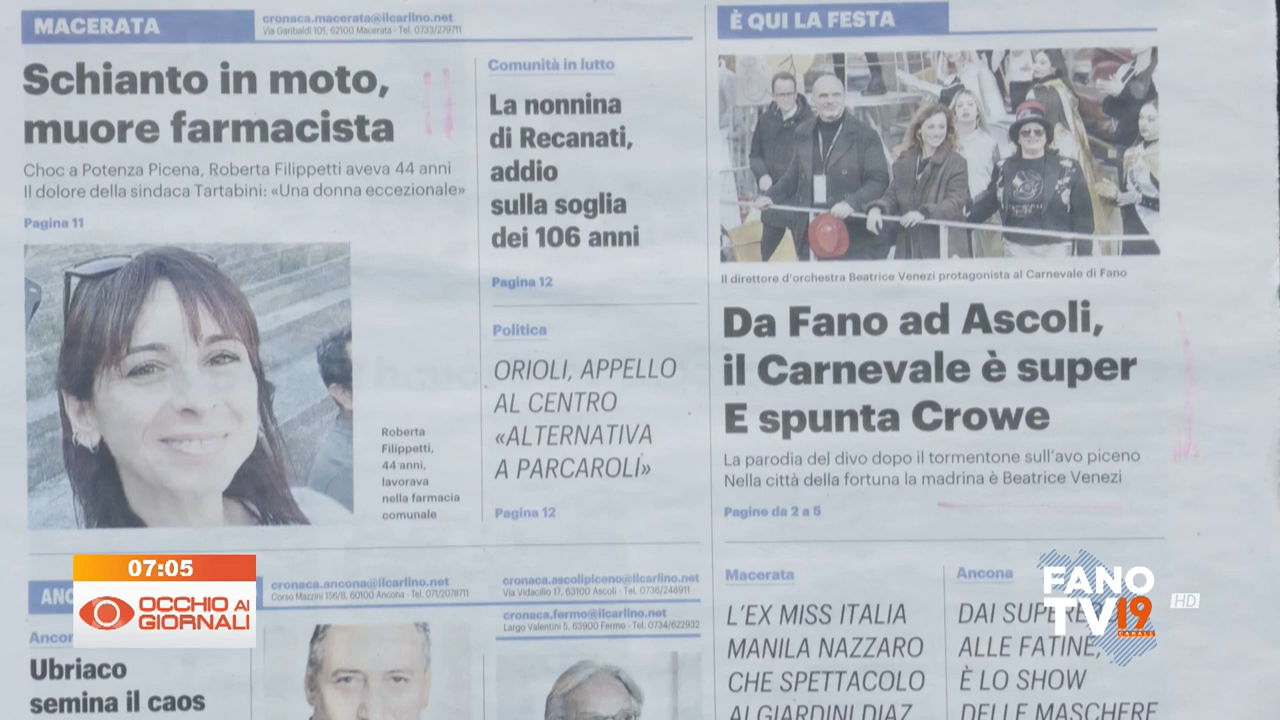 MACERATA
cronaca.macerata@ilcarlino.net
Via Garibaldi 101, 62100 Macerata - Tel. 0733/279711
Schianto in moto,
muore farmacista
Choc a Potenza Picena, Roberta Filippetti aveva 44 anni
Il dolore della sindaca Tartabini: «Una donna eccezionale»
Pagina 11
Roberta
Filippetti,
44 anni,
lavorava
nella farmacia
comunale
Comunità in lutto
La nonnina
di Recanati,
addio
sulla soglia
dei 106 anni
Pagina 12
Politica
ORIOLI, APPELLO
AL CENTRO
«ALTERNATIVA
A PARCAROLI»
Pagina 12
È QUI LA FESTA
Il direttore d'orchestra Beatrice Venezi protagonista al Carnevale di Fano
Da Fano ad Ascoli,
il Carnevale è super
E spunta Crowe
La parodia del divo dopo il tormentone sull'avo piceno
Nella città della fortuna la madrina è Beatrice Venezi
Pagine da 2 a 5
cronaca.ancona@ilcarlino.net
Corso Mazzini 156/B, 60100 Ancona - Tel. 071/2078711
cronaca.ascolipiceno@ilcarlino.net
Via Vidacilio 17, 63100 Ascoli - Tel. 0736/246911
cronaca.fermo@ilcarlino.net
Largo Valentini 5, 63900 Fermo - Tel. 0734/622932
Ubriaco
semina il caos
Macerata
L'EX MISS ITALIA
MANILA NAZZARO
CHE SPETTACOLO
AI GIARDINI DIAZ
Ancona
DAI
ALLE FATINE,
È LO SHOW
DELLE MASCHERE
07:05
OCCHIO AI
GIORNALI
FANO
TV 19
CANALE
HD